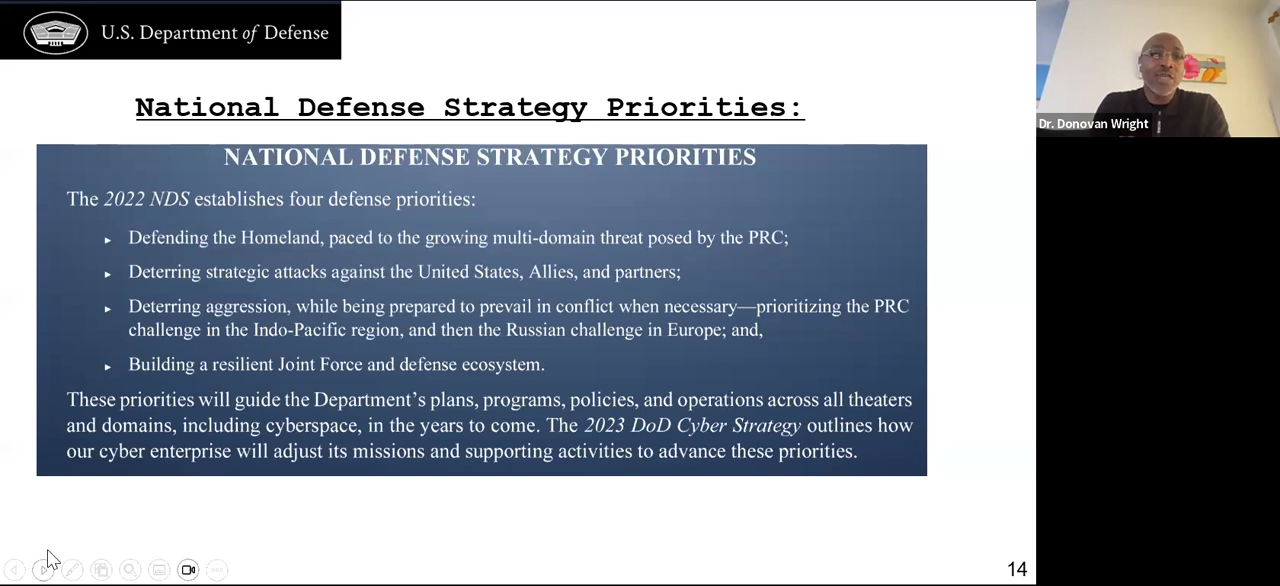 U.S. Department of Defense
Dr. Donovan Wright
National Defense Strategy Priorities:
NATIONAL DEFENSE STRATEGY PRIORITIES
The 2022 NDS establishes four defense priorities:
Defending the Homeland, paced to the growing multi-domain threat posed by the PRC;
Deterring strategic attacks against the United States, Allies, and partners;
Deterring aggression, while being prepared to prevail in conflict when necessary—prioritizing the PRC
challenge in the Indo-Pacific region, and then the Russian challenge in Europe; and,
Building a resilient Joint Force and defense ecosystem.
These priorities will guide the Department’s plans, programs, policies, and operations across all theaters
and domains, including cyberspace, in the years to come. The 2023 DoD Cyber Strategy outlines how
our cyber enterprise will adjust its missions and supporting activities to advance these priorities.
14